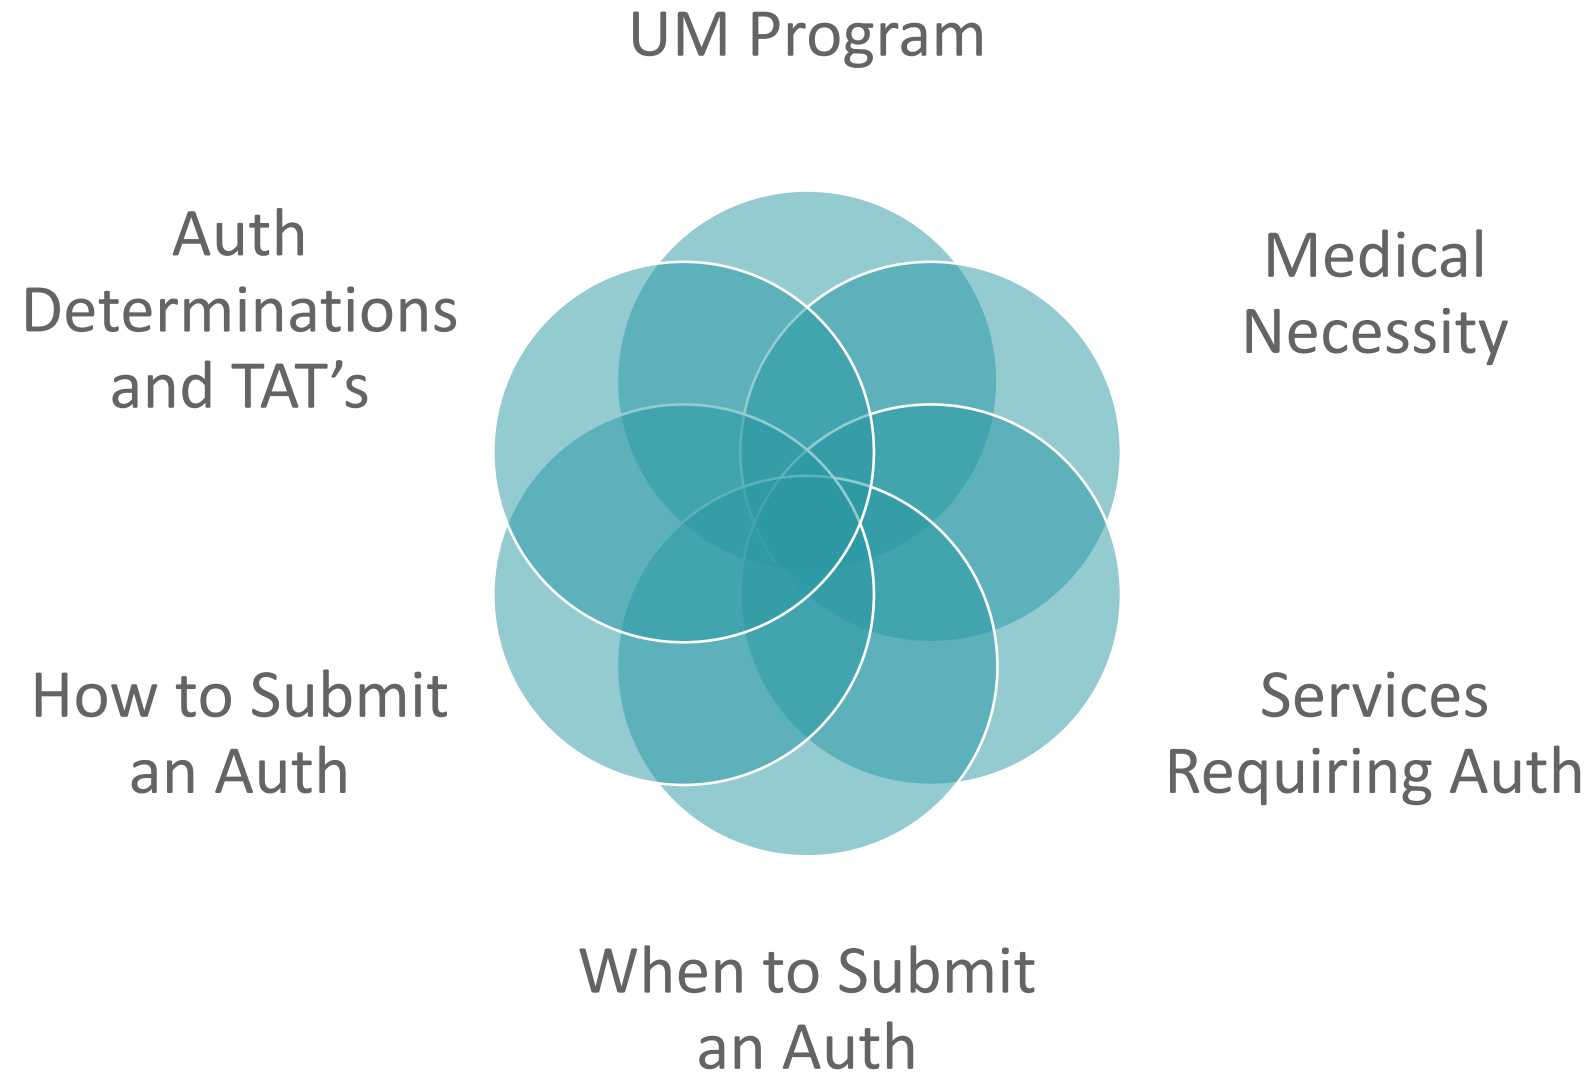 UM Program
Medical
Necessity
Services
Requiring Auth
When to Submit
an Auth
How to Submit
an Auth
Auth
Determinations
and TAT’s